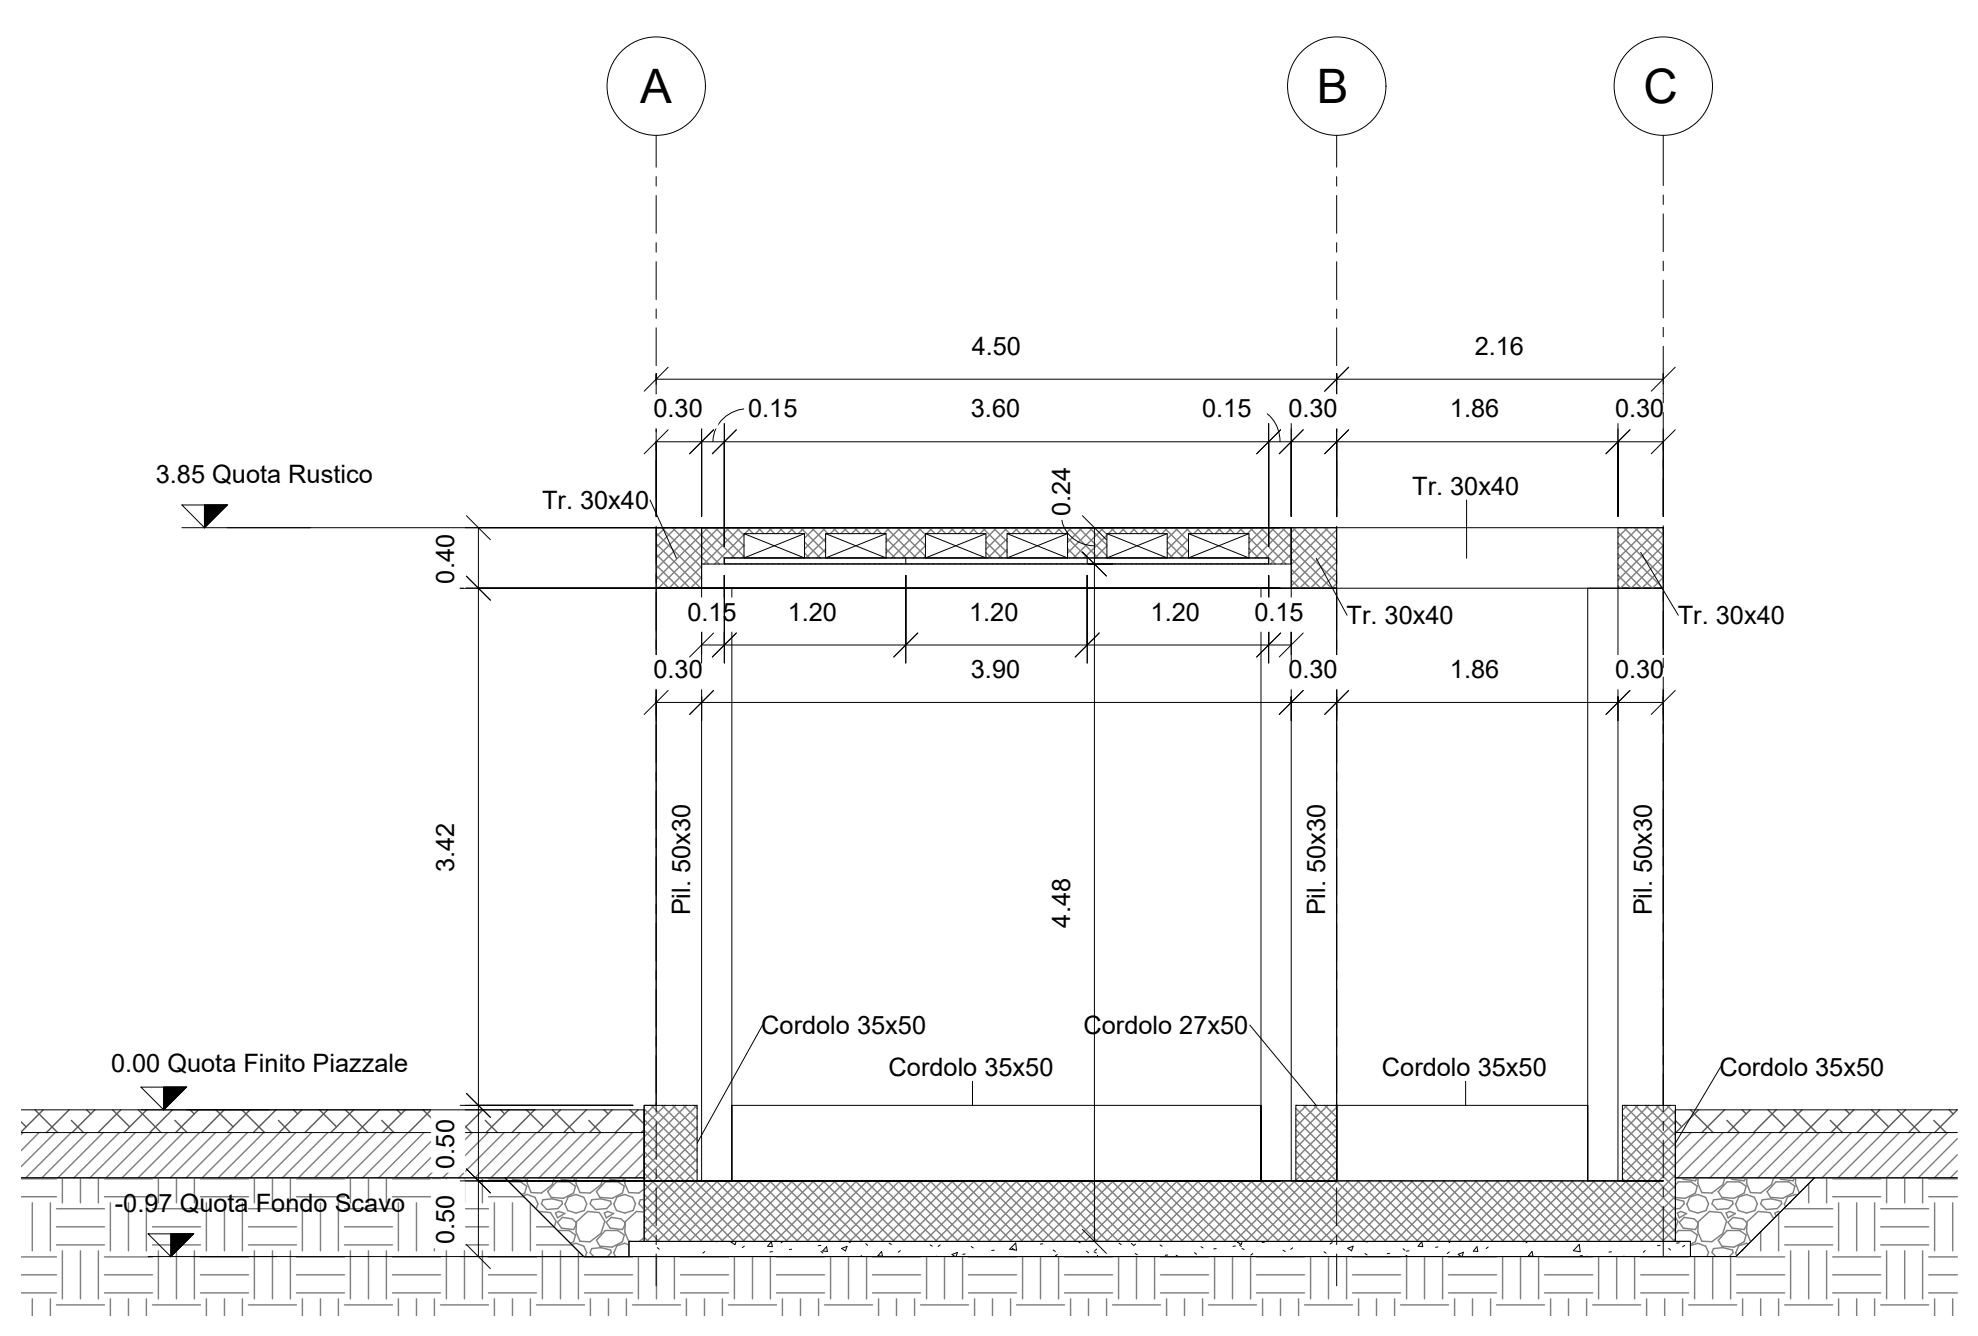 A
B
C
4.50
2.16
0.30
0.15
3.60
0.15
0.30
1.86
0.30
3.85 Quota Rustico
Tr. 30x40
0.24
Tr. 30x40
0.40
0.15
1.20
1.20
1.20
0.15
Tr. 30x40
Tr. 30x40
0.30
3.90
0.30
1.86
0.30
3.42
Pil. 50x30
4.48
Pil. 50x30
Pil. 50x30
Cordolo 35x50
Cordolo 27x50
0.00 Quota Finito Piazzale
Cordolo 35x50
Cordolo 35x50
Cordolo 35x50
0.50
-0.97 Quota Fondo Scavo
0.50